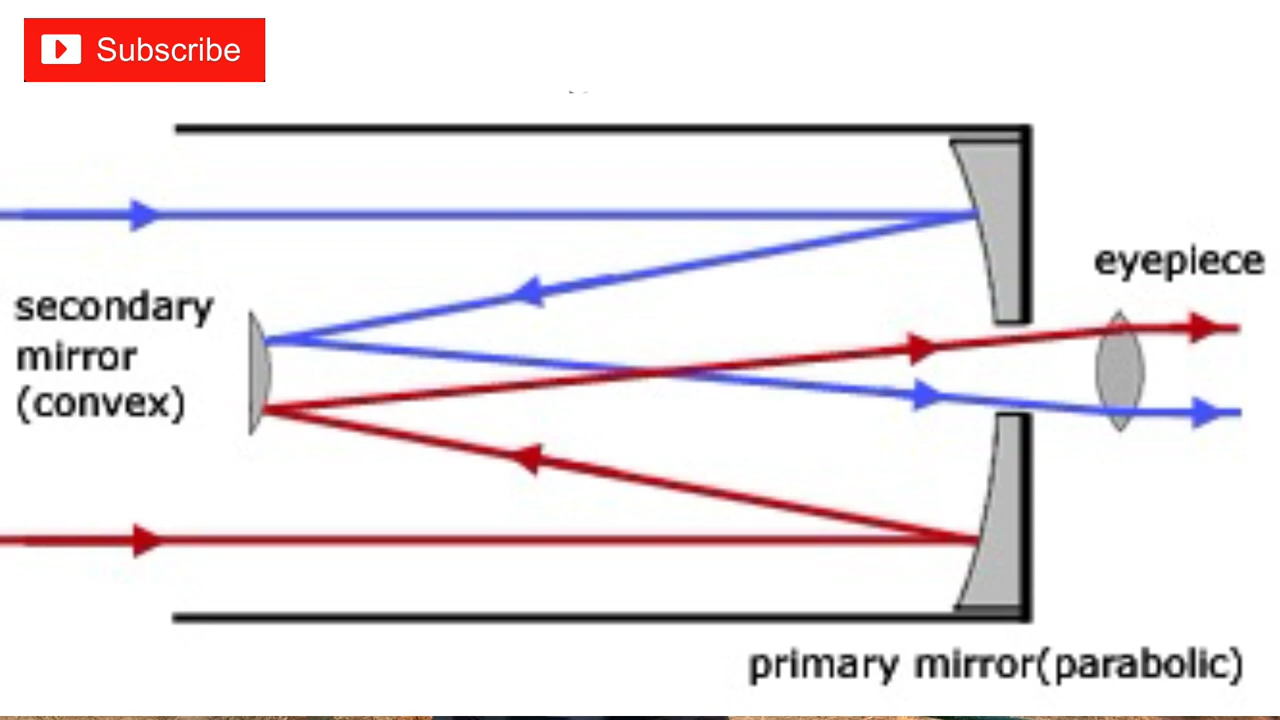 Subscribe
eyepiece
secondary
mirror
(convex)
primary mirror(parabolic)